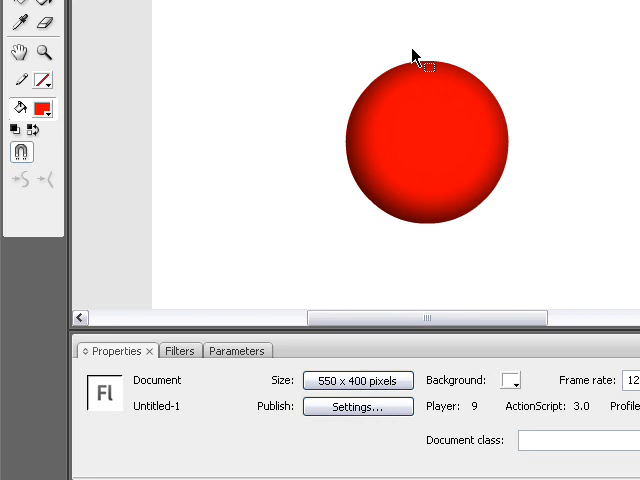 Properties × Filters Parameters
Fl
Document Size: 550 x 400 pixels Background: Frame rate: 12
Untitled-1 Publish: Settings... Player: 9 ActionScript: 3.0 Profile
Document class: